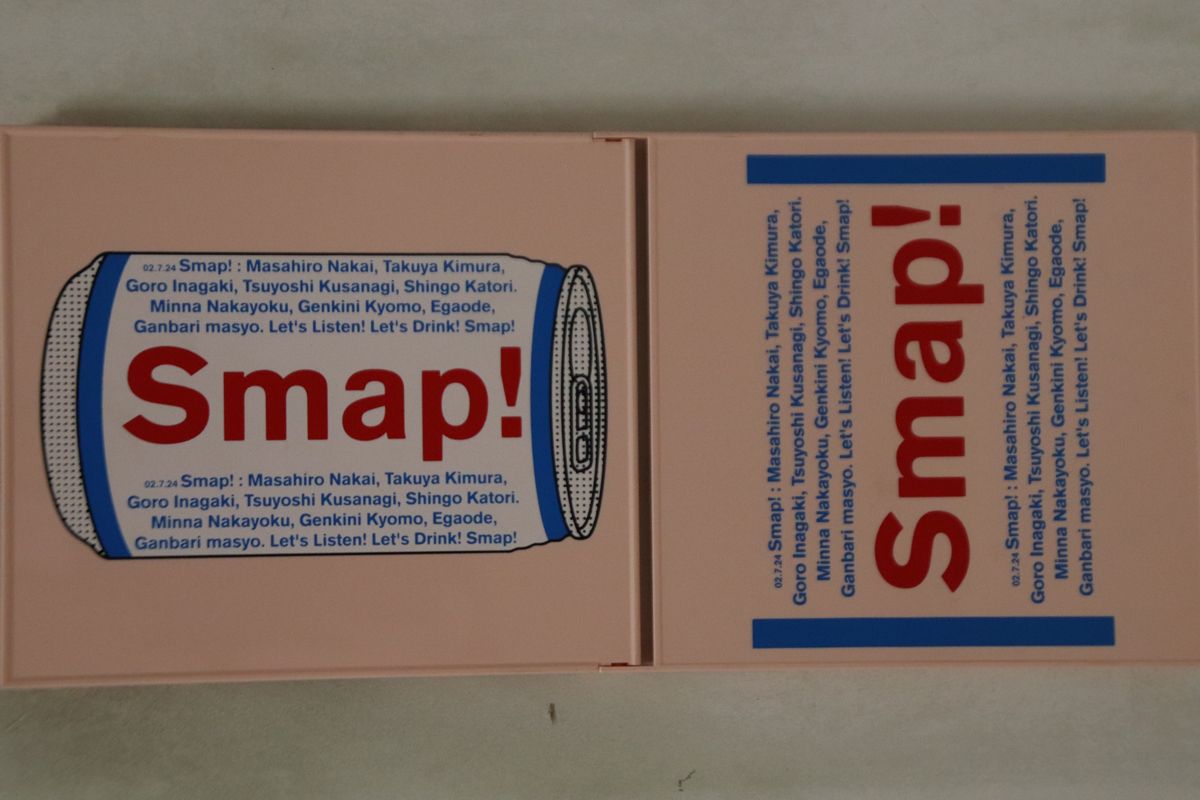 02.7.24 Smap! : Masahiro Nakai, Takuya Kimura,
Goro Inagaki, Tsuyoshi Kusanagi, Shingo Katori.
Minna Nakayoku, Genkini Kyomo, Egaode,
Ganbari masyo. Let's Listen! Let's Drink! Smap!
Smap!
02.7.24 Smap! : Masahiro Nakai, Takuya Kimura,
Goro Inagaki, Tsuyoshi Kusanagi, Shingo Katori.
Minna Nakayoku, Genkini Kyomo, Egaode,
Ganbari masyo. Let's Listen! Let's Drink! Smap!
02.7.24 Smap! : Masahiro Nakai, Takuya Kimura,
Goro Inagaki, Tsuyoshi Kusanagi, Shingo Katori.
Minna Nakayoku, Genkini Kyomo, Egaode,
Ganbari masyo. Let's Listen! Let's Drink! Smap!
Smap!
02.7.24 Smap! : Masahiro Nakai, Takuya Kimura,
Goro Inagaki, Tsuyoshi Kusanagi, Shingo Katori.
Minna Nakayoku, Genkini Kyomo, Egaode,
Ganbari masyo. Let's Listen! Let's Drink! Smap!